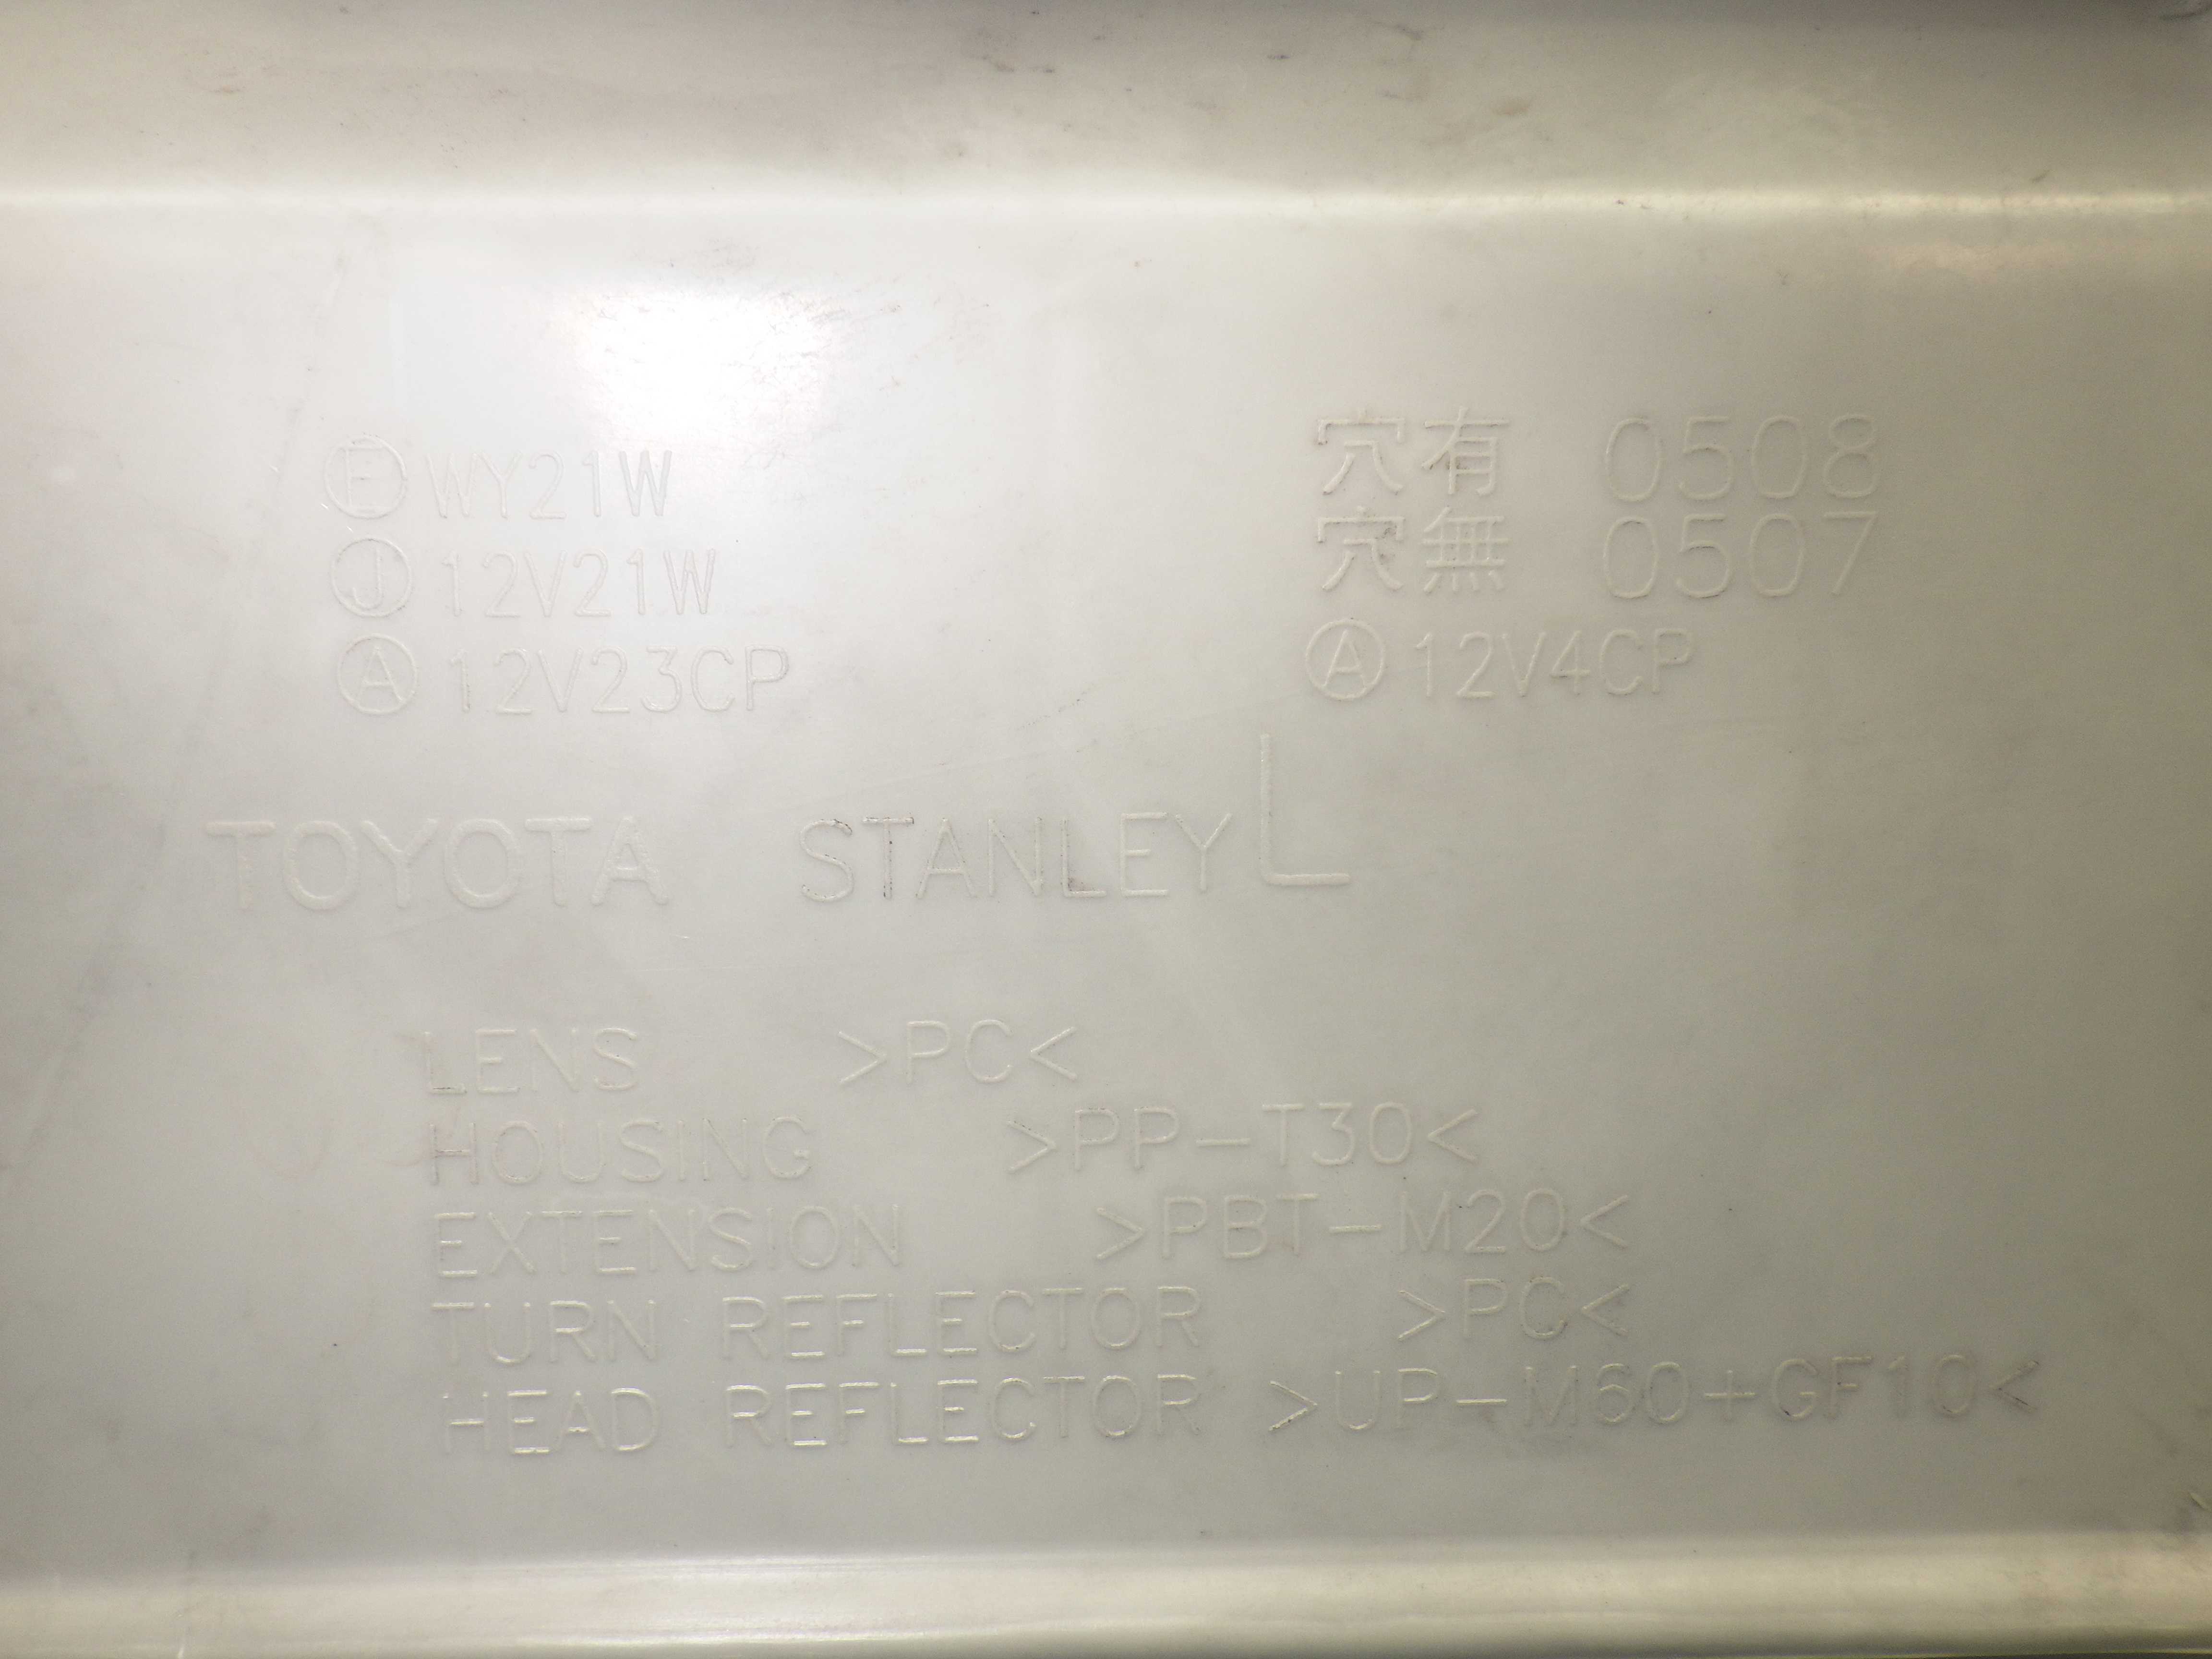 Ⓔ WY21W
Ⓙ 12V21W
Ⓐ 12V23CP
穴有 0508
穴無 0507
Ⓐ 12V4CP
TOYOTA STANLEY L
LENS >PC<
HOUSING >PP-T30<
EXTENSION >PBT-M20<
TURN REFLECTOR >PC<
HEAD REFLECTOR >UP-M60+GF10<